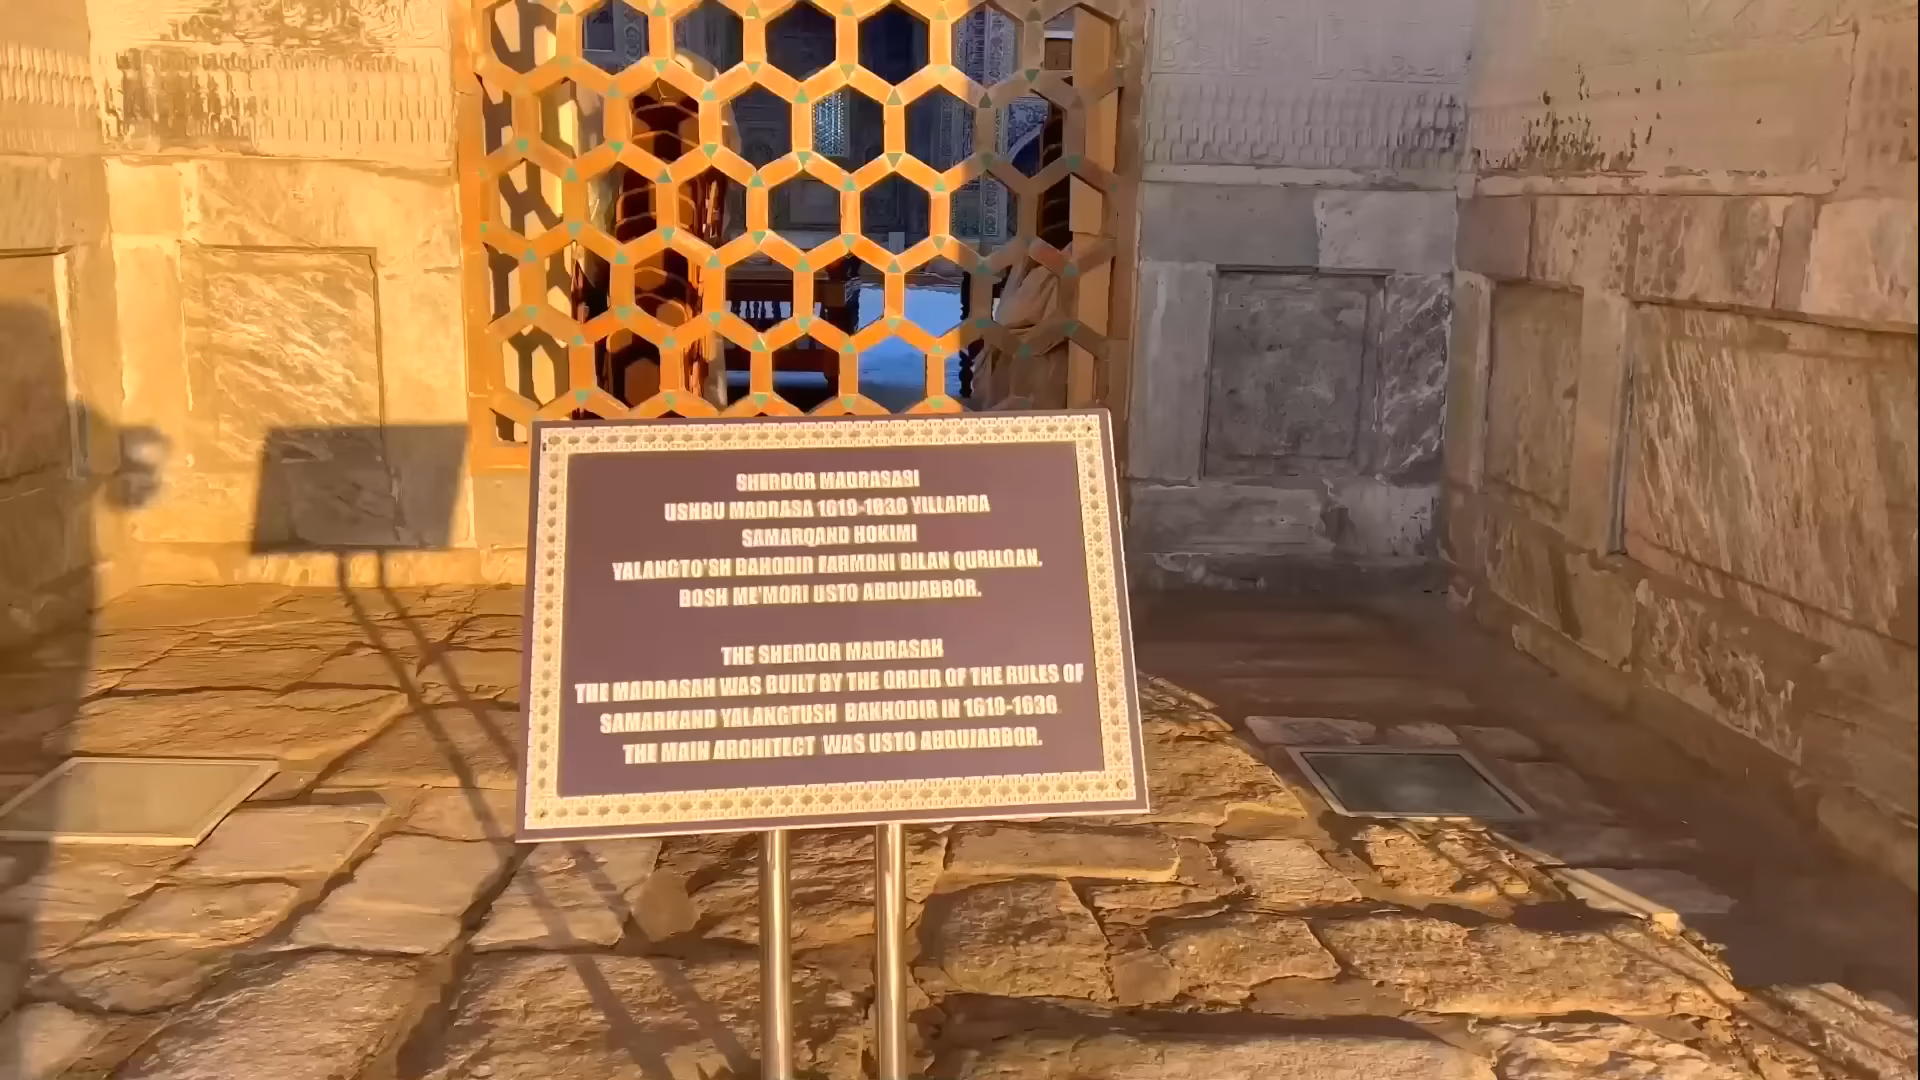 SHERDOR MADRASASI
USHBU MADRASA 1619-1636 YILLARDA
SAMARQAND HOKIMI
YALANGTO'SH BAHODIR FARMONI BILAN QURILGAN.
BOSH ME'MORI USTO ABDUJABBOR.
THE SHERDOR MADRASAH
THE MADRASAH WAS BUILT BY THE ORDER OF THE RULES OF
SAMARKAND YALANGTUSH BAKHODIR IN 1619-1636
THE MAIN ARCHITECT WAS USTO ABDUJABBOR.